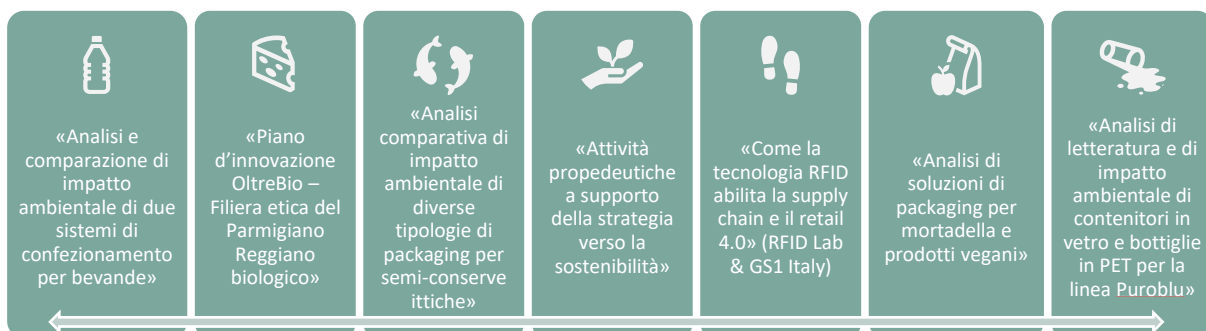 «Analisi e
comparazione di
impatto
ambientale di due
sistemi di
confezionamento
per bevande»
«Piano
d’innovazione
OltreBio –
Filiera etica del
Parmigiano
Reggiano
biologico»
«Analisi
comparativa di
impatto
ambientale di
diverse
tipologie di
packaging per
semi-conserve
ittiche»
«Attività
propedeutiche
a supporto
della strategia
verso la
sostenibilità»
«Come la
tecnologia RFID
abilita la supply
chain e il retail
4.0» (RFID Lab
& GS1 Italy)
«Analisi di
soluzioni di
packaging per
mortadella e
prodotti vegani»
«Analisi di
letteratura e di
impatto
ambientale di
contenitori in
vetro e bottiglie
in PET per la
linea Puroblu»